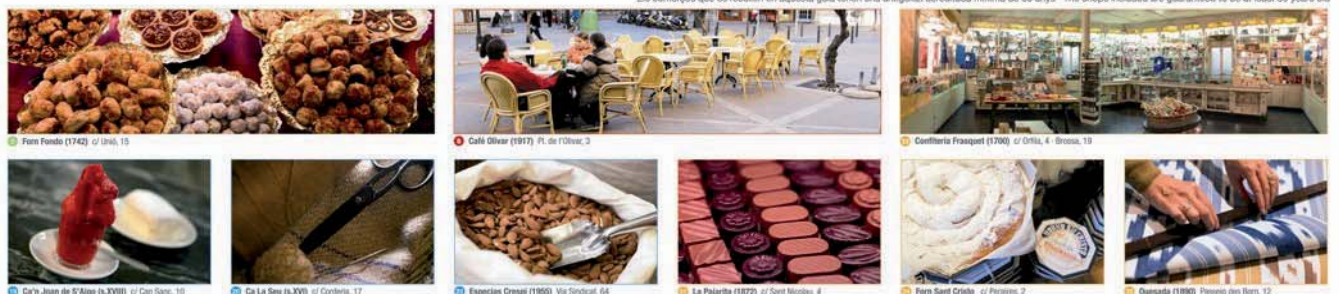 Forn Fondo (1742) c/ Unió, 15
Café Olivar (1917) Pl. de l'Olivar, 3
Confiteria Frasquet (1700) c/ Orfila, 4 - Brossa, 19
Ca'n Joan de S'Aigo (s.XVIII) c/ Can Sanç, 10
Ca La Seu (s.XVI) c/ Corderia, 17
Especias Crespí (1955) Via Sindicat, 64
La Pajarita (1872) c/ Sant Nicolau, 4
Forn Sant Cristo c/ Peraires, 2
Quesada (1890) Passeig des Born, 12